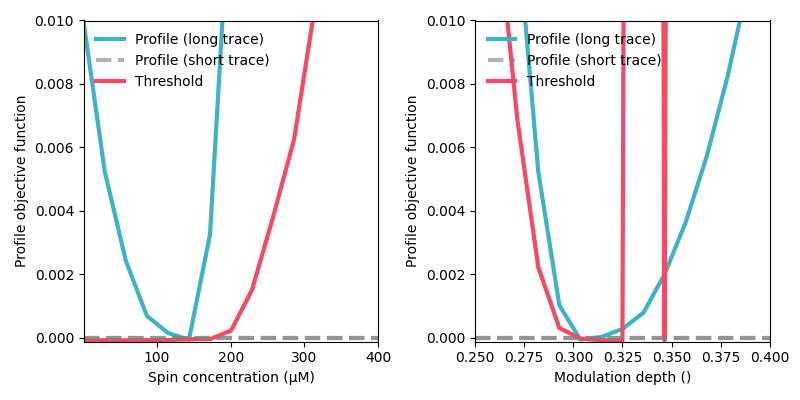 0.010
0.008
0.006
0.004
0.002
0.000
Profile objective function
Profile (long trace)
Profile (short trace)
Threshold
100
200
300
400
Spin concentration (μM)
0.010
0.008
0.006
0.004
0.002
0.000
Profile objective function
Profile (long trace)
Profile (short trace)
Threshold
0.250
0.275
0.300
0.325
0.350
0.375
0.400
Modulation depth ()